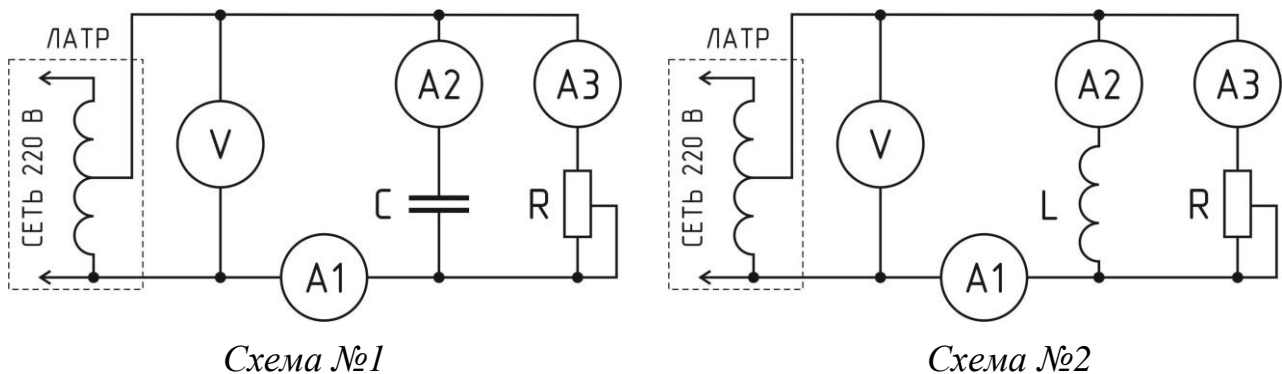 ЛАТР
СЕТЬ 220 В
V
A2
A3
C
R
A1
Схема №1
ЛАТР
СЕТЬ 220 В
V
A2
A3
L
R
A1
Схема №2